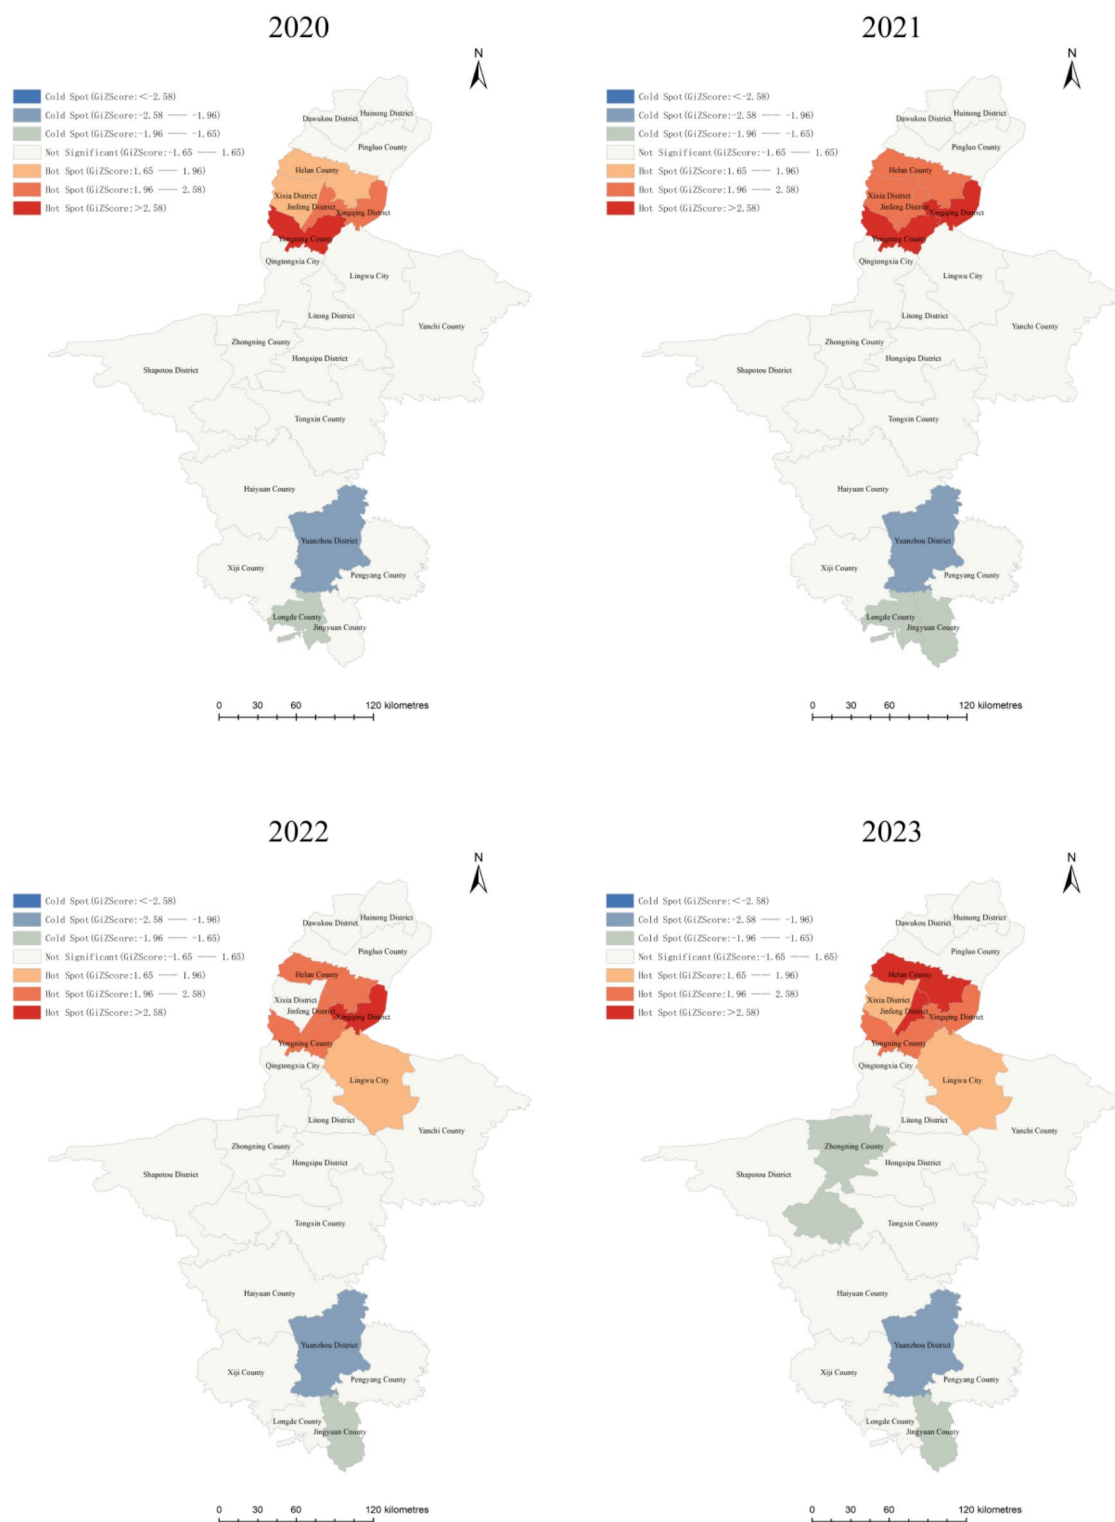 2020
N
Cold Spot(GiZScore:＜-2.58)
Cold Spot(GiZScore:-2.58 —— -1.96)
Cold Spot(GiZScore:-1.96 —— -1.65)
Not Significant(GiZScore:-1.65 —— 1.65)
Hot Spot(GiZScore:1.65 —— 1.96)
Hot Spot(GiZScore:1.96 —— 2.58)
Hot Spot(GiZScore:＞2.58)
Huinong District
Dawukou District
Pingluo County
Helan County
Xixia District
Jinfeng District
Xingqing District
Yongning County
Qingtongxia City
Lingwu City
Litong District
Yanchi County
Zhongning County
Hongsipu District
Shapotou District
Tongxin County
Haiyuan County
Yuanzhou District
Xiji County
Pengyang County
Longde County
Jingyuan County
0 30 60 120 kilometres
2021
N
Cold Spot(GiZScore:＜-2.58)
Cold Spot(GiZScore:-2.58 —— -1.96)
Cold Spot(GiZScore:-1.96 —— -1.65)
Not Significant(GiZScore:-1.65 —— 1.65)
Hot Spot(GiZScore:1.65 —— 1.96)
Hot Spot(GiZScore:1.96 —— 2.58)
Hot Spot(GiZScore:＞2.58)
Huinong District
Dawukou District
Pingluo County
Helan County
Xixia District
Jinfeng District
Xingqing District
Yongning County
Qingtongxia City
Lingwu City
Litong District
Yanchi County
Zhongning County
Hongsipu District
Shapotou District
Tongxin County
Haiyuan County
Yuanzhou District
Xiji County
Pengyang County
Longde County
Jingyuan County
0 30 60 120 kilometres
2022
N
Cold Spot(GiZScore:＜-2.58)
Cold Spot(GiZScore:-2.58 —— -1.96)
Cold Spot(GiZScore:-1.96 —— -1.65)
Not Significant(GiZScore:-1.65 —— 1.65)
Hot Spot(GiZScore:1.65 —— 1.96)
Hot Spot(GiZScore:1.96 —— 2.58)
Hot Spot(GiZScore:＞2.58)
Huinong District
Dawukou District
Pingluo County
Helan County
Xixia District
Jinfeng District
Xingqing District
Yongning County
Qingtongxia City
Lingwu City
Litong District
Yanchi County
Zhongning County
Hongsipu District
Shapotou District
Tongxin County
Haiyuan County
Yuanzhou District
Xiji County
Pengyang County
Longde County
Jingyuan County
0 30 60 120 kilometres
2023
N
Cold Spot(GiZScore:＜-2.58)
Cold Spot(GiZScore:-2.58 —— -1.96)
Cold Spot(GiZScore:-1.96 —— -1.65)
Not Significant(GiZScore:-1.65 —— 1.65)
Hot Spot(GiZScore:1.65 —— 1.96)
Hot Spot(GiZScore:1.96 —— 2.58)
Hot Spot(GiZScore:＞2.58)
Huinong District
Dawukou District
Pingluo County
Helan County
Xixia District
Jinfeng District
Xingqing District
Yongning County
Qingtongxia City
Lingwu City
Litong District
Yanchi County
Zhongning County
Hongsipu District
Shapotou District
Tongxin County
Haiyuan County
Yuanzhou District
Xiji County
Pengyang County
Longde County
Jingyuan County
0 30 60 120 kilometres